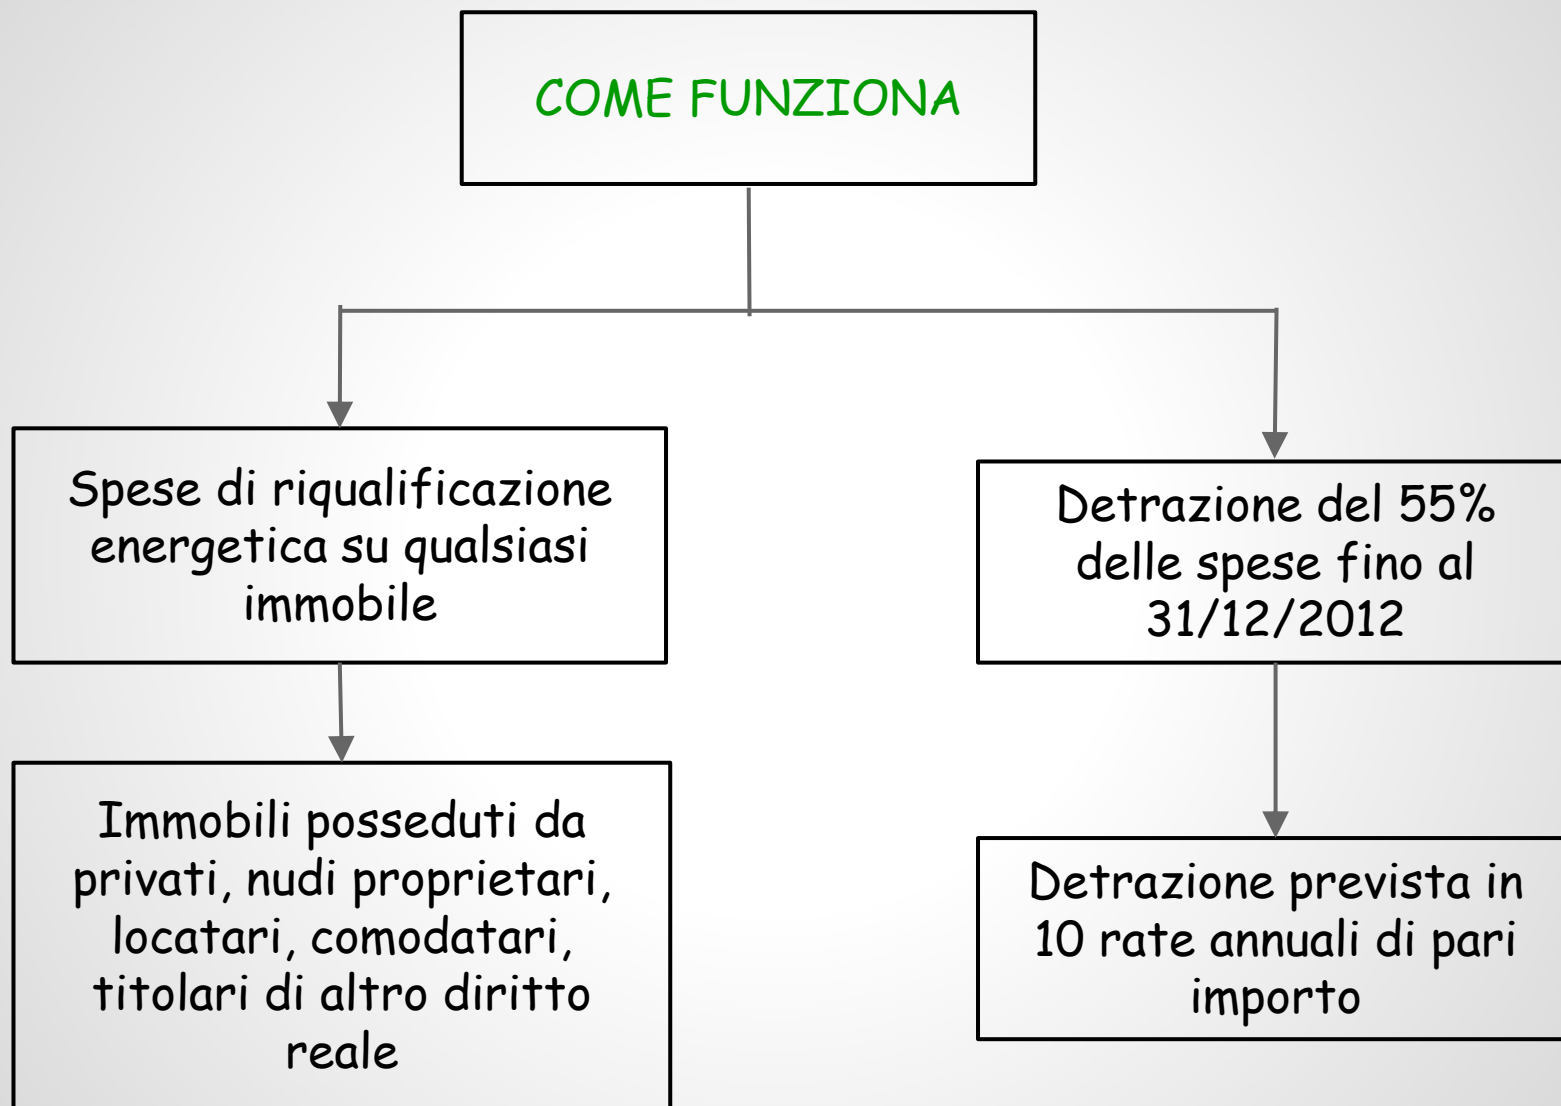 COME FUNZIONA
Spese di riqualificazione
energetica su qualsiasi
immobile
Immobili posseduti da
privati, nudi proprietari,
locatari, comodatari,
titolari di altro diritto
reale
Detrazione del 55%
delle spese fino al
31/12/2012
Detrazione prevista in
10 rate annuali di pari
importo